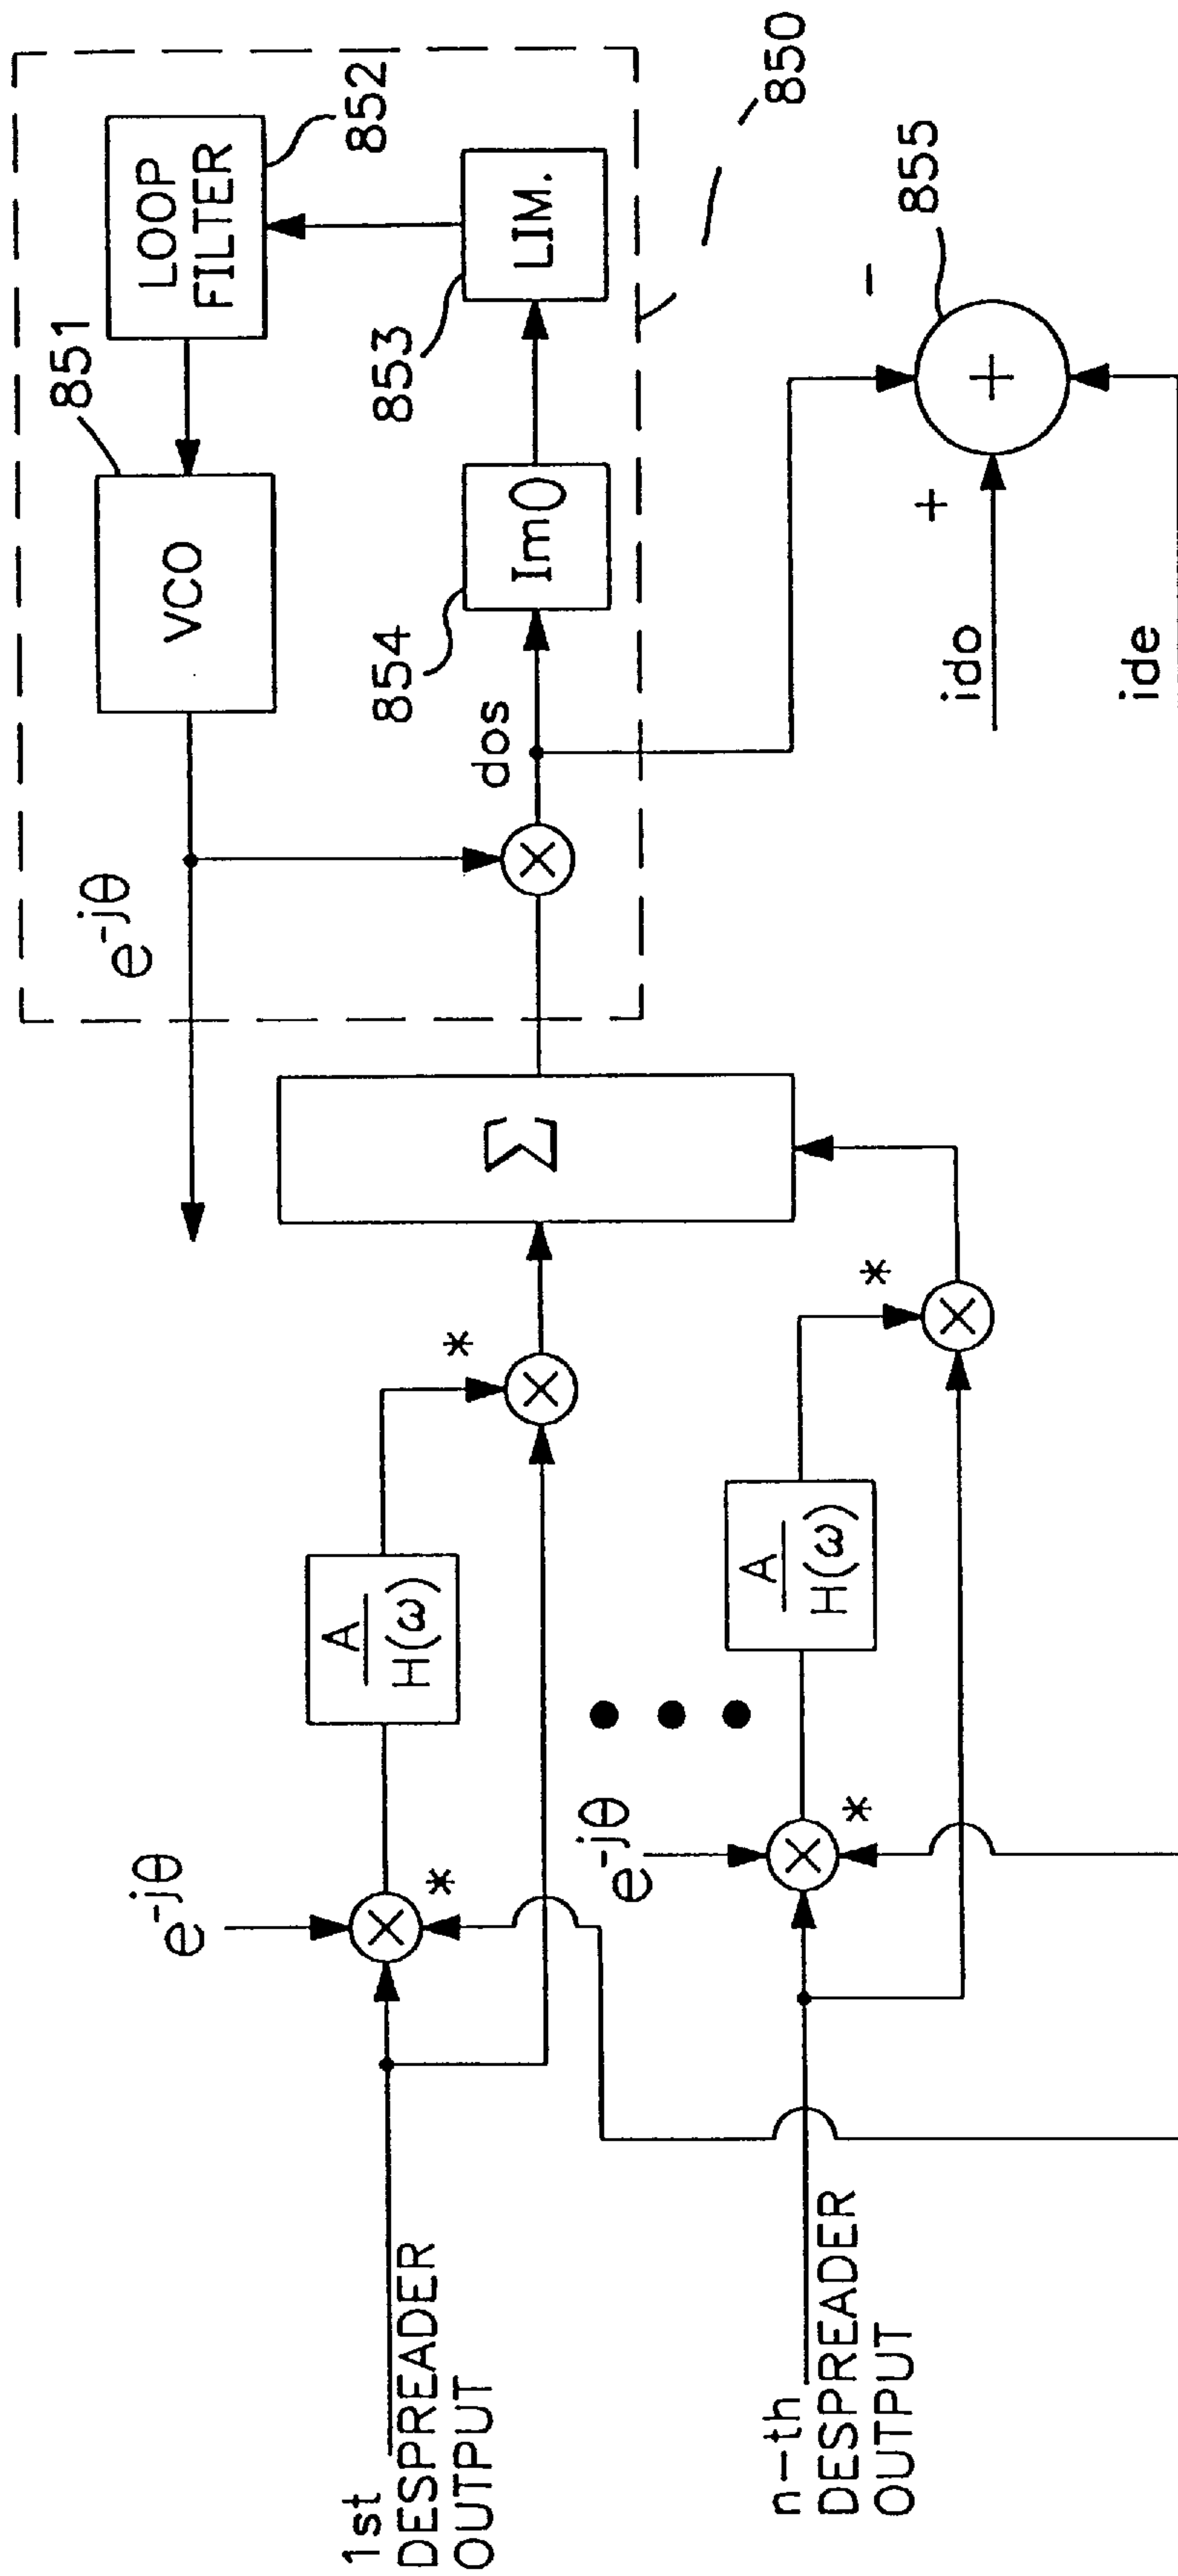 1st
DESPREADER
OUTPUT
n-th
DESPREADER
OUTPUT
e-jθ
*
A
H(ω)
*
e-jθ
*
A
H(ω)
*
Σ
e-jθ
VCO
851
LOOP
FILTER
852
dos
854
Im()
853
LIM.
850
ido
ide
+
+
-
855